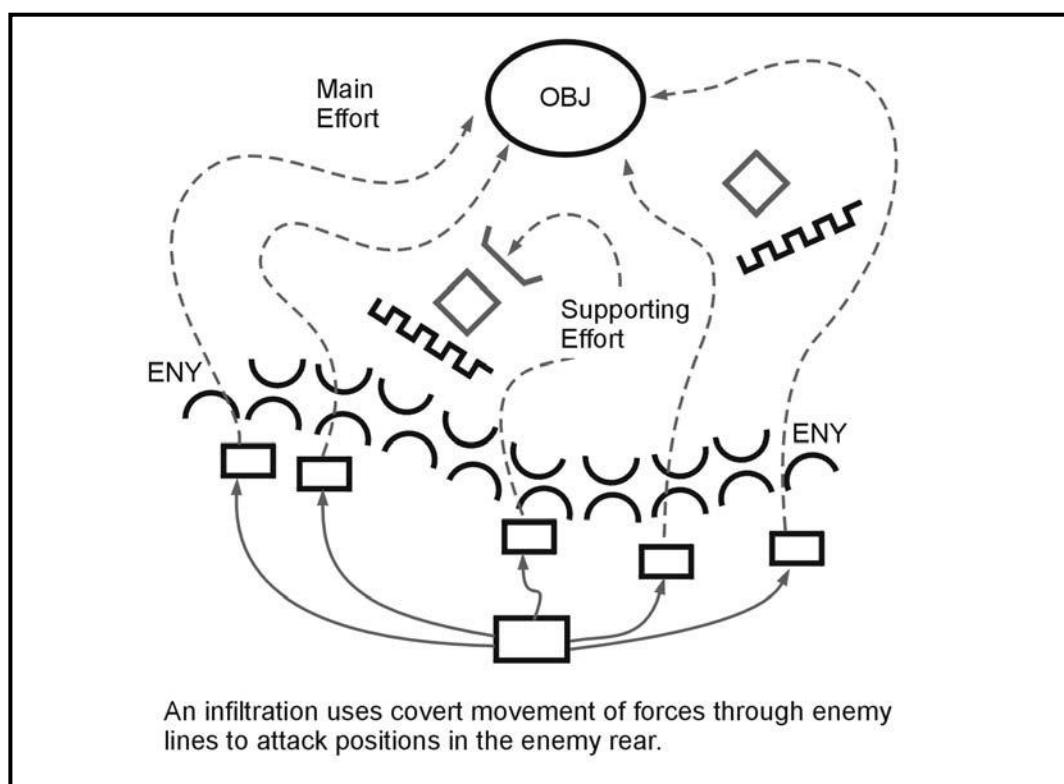 Main
Effort
OBJ
Supporting
Effort
ENY
ENY
An infiltration uses covert movement of forces through enemy
lines to attack positions in the enemy rear.